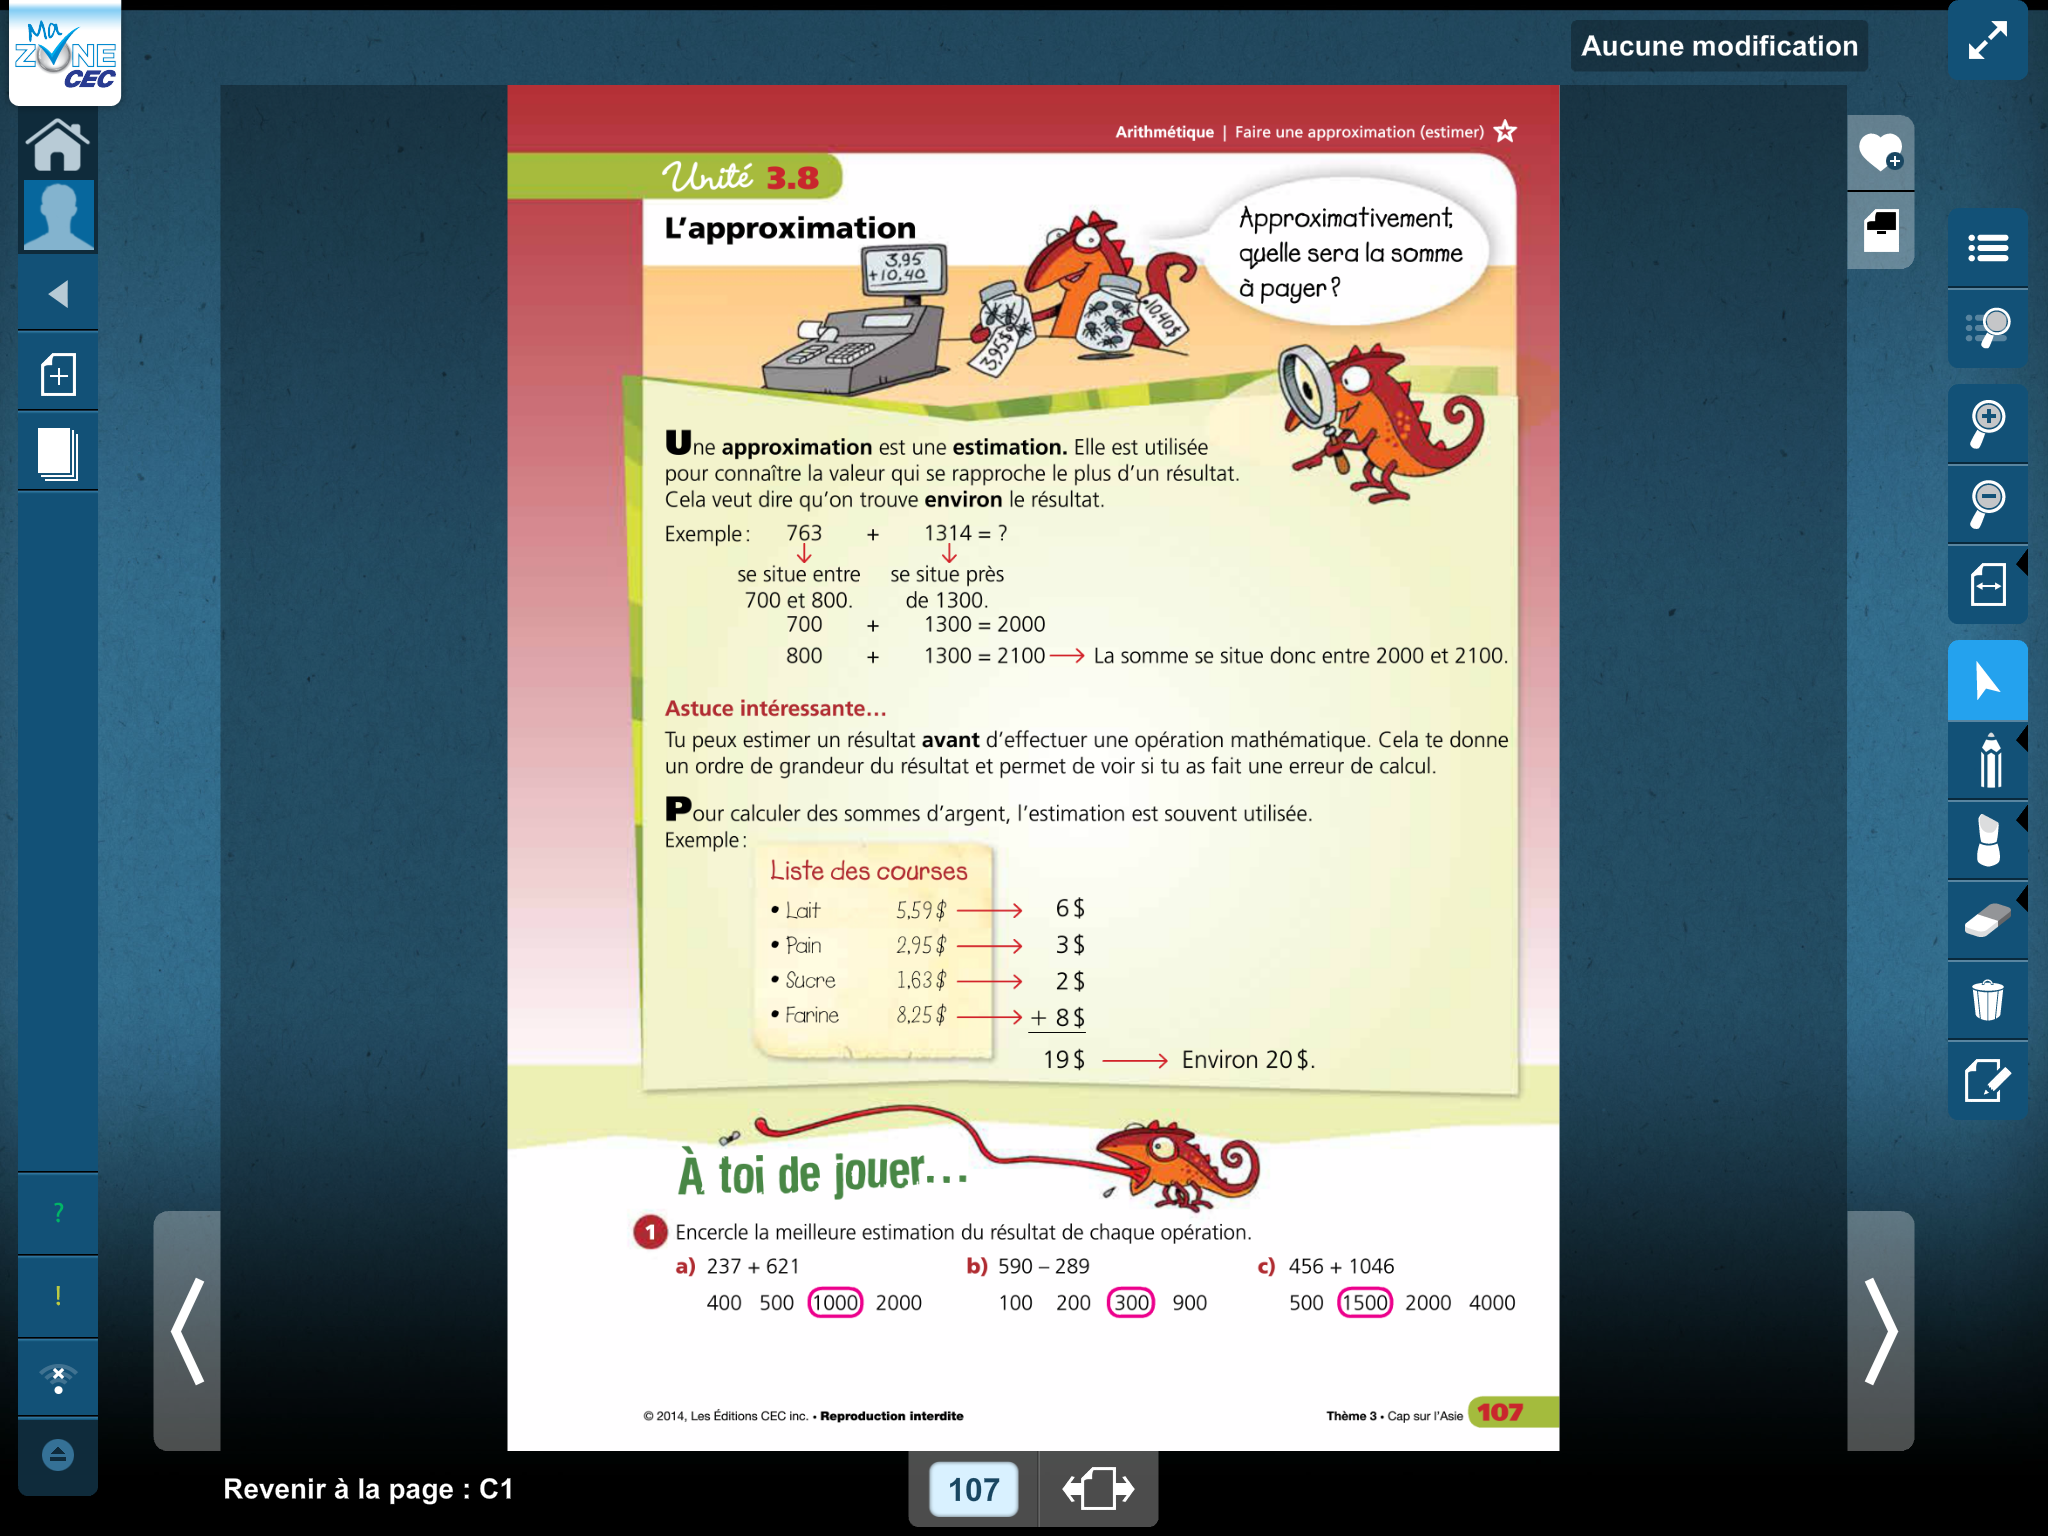 Ma
ZONE
CEC
Aucune modification
Arithmétique | Faire une approximation (estimer)
Unité 3.8
L'approximation
3,95
+10,40
3,95$
10,40$
Approximativement,
quelle sera la somme
à payer?
Une approximation est une estimation. Elle est utilisée
pour connaître la valeur qui se rapproche le plus d'un résultat.
Cela veut dire qu'on trouve environ le résultat.
Exemple : 763 + 1314 = ?
se situe entre se situe près
700 et 800. de 1300.
700 + 1300 = 2000
800 + 1300 = 2100 → La somme se situe donc entre 2000 et 2100.
Astuce intéressante…
Tu peux estimer un résultat avant d'effectuer une opération mathématique. Cela te donne
un ordre de grandeur du résultat et permet de voir si tu as fait une erreur de calcul.
Pour calculer des sommes d'argent, l'estimation est souvent utilisée.
Exemple :
Liste des courses
• Lait 5,59 $ → 6 $
• Pain 2,95 $ → 3 $
• Sucre 1,63 $ → 2 $
• Farine 8,25 $ → + 8 $
19 $ → Environ 20 $.
À toi de jouer…
1 Encercle la meilleure estimation du résultat de chaque opération.
a) 237 + 621 b) 590 – 289 c) 456 + 1046
400 500 1000 2000 100 200 300 900 500 1500 2000 4000
© 2014, Les Éditions CEC inc. • Reproduction interdite
Thème 3 • Cap sur l'Asie 107
?
!
Revenir à la page : C1
107